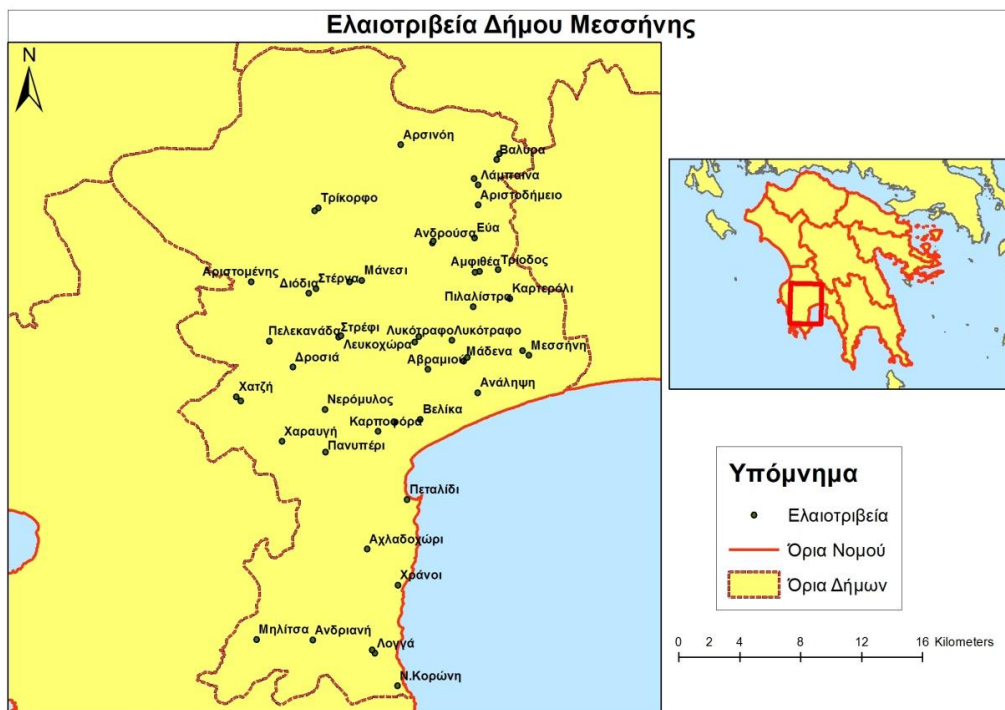 Ελαιοτριβεία Δήμου Μεσσήνης
N
Αρσινόη
Βαλύρα
Λάμπαινα
Αριστοδήμειο
Τρίκορφο
Ανδρούσα
Εύα
Αμφιθέα
Τρίοδος
Αριστομένης
Διόδια
Στέρνα
Μάνεσι
Καρτερόλι
Πιλαλίστρα
Πελεκανάδα
Στρέφι
Λευκοχώρα
Λυκότραφο
Λυκότραφο
Μεσσήνη
Δροσιά
Αβραμιού
Μάδενα
Χατζή
Ανάληψη
Νερόμυλος
Καρποφόρα
Βελίκα
Χαραυγή
Πανυπέρι
Πεταλίδι
Αχλαδοχώρι
Χράνοι
Μηλίτσα
Ανδριανή
Λογγά
Ν.Κορώνη
Υπόμνημα
Ελαιοτριβεία
Όρια Νομού
Όρια Δήμων
0 2 4 8 12 16 Kilometers